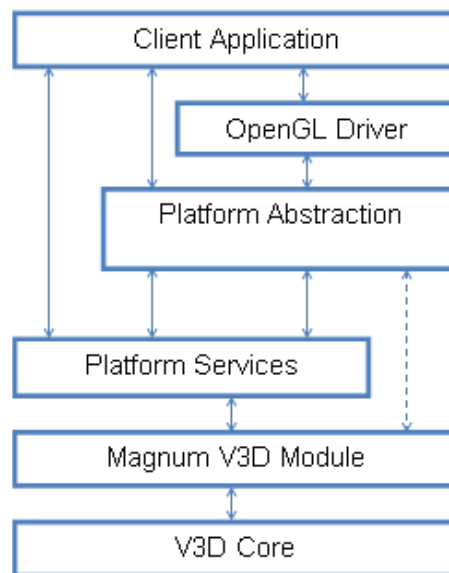 Client Application
OpenGL Driver
Platform Abstraction
Platform Services
Magnum V3D Module
V3D Core